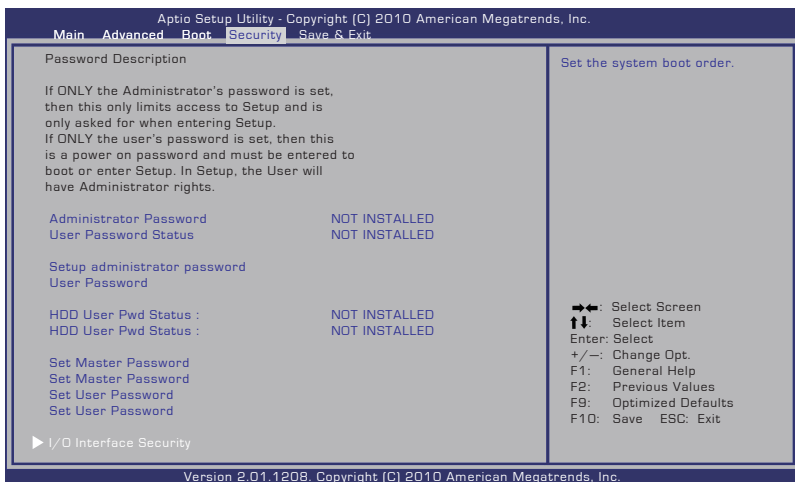 Aptio Setup Utility - Copyright (C) 2010 American Megatrends, Inc.
Main Advanced Boot Security Save & Exit
Password Description
If ONLY the Administrator's password is set,
then this only limits access to Setup and is
only asked for when entering Setup.
If ONLY the user's password is set, then this
is a power on password and must be entered to
boot or enter Setup. In Setup, the User will
have Administrator rights.
Administrator Password NOT INSTALLED
User Password Status NOT INSTALLED
Setup administrator password
User Password
HDD User Pwd Status : NOT INSTALLED
HDD User Pwd Status : NOT INSTALLED
Set Master Password
Set Master Password
Set User Password
Set User Password
I/O Interface Security
Set the system boot order.
→←: Select Screen
↑↓: Select Item
Enter: Select
+/—: Change Opt.
F1: General Help
F2: Previous Values
F9: Optimized Defaults
F10: Save ESC: Exit
Version 2.01.1208. Copyright (C) 2010 American Megatrends, Inc.